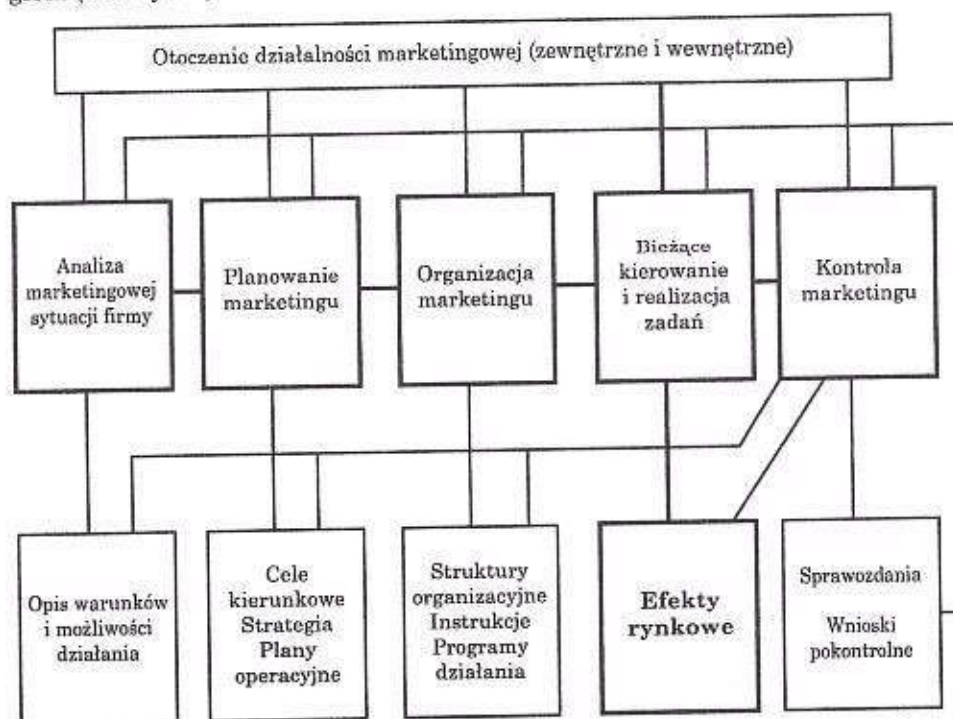 Otoczenie działalności marketingowej (zewnętrzne i wewnętrzne)
Analiza
marketingowej
sytuacji firmy
Planowanie
marketingu
Organizacja
marketingu
Bieżące
kierowanie
i realizacja
zadań
Kontrola
marketingu
Opis warunków
i możliwości
działania
Cele
kierunkowe
Strategia
Plany
operacyjne
Struktury
organizacyjne
Instrukcje
Programy
działania
Efekty
rynkowe
Sprawozdania
Wnioski
pokontrolne